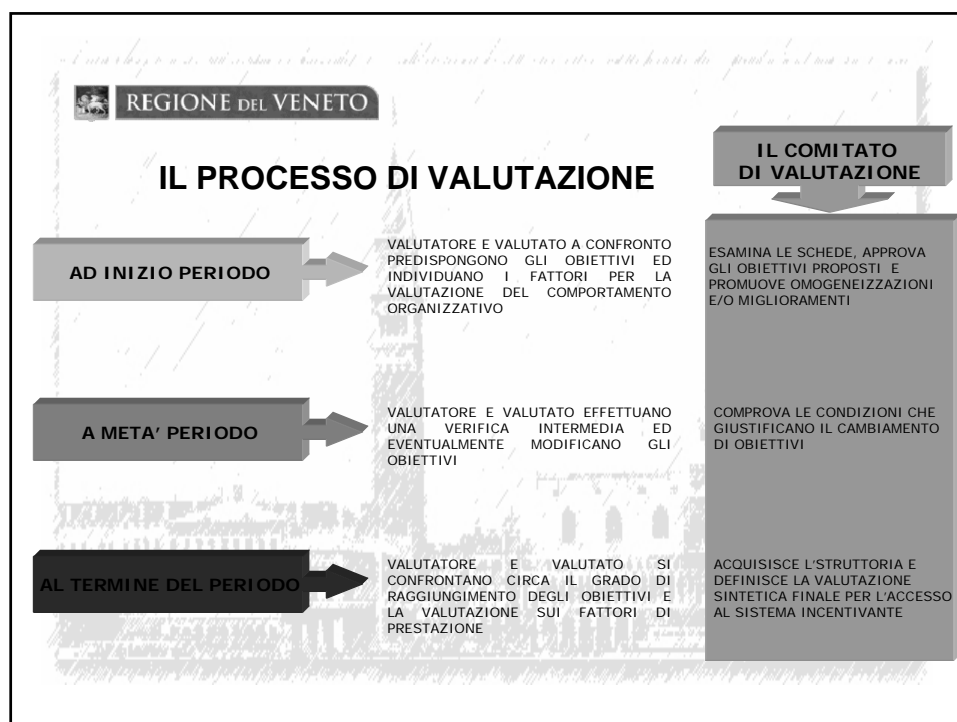 REGIONE DEL VENETO
IL PROCESSO DI VALUTAZIONE
IL COMITATO
DI VALUTAZIONE
AD INIZIO PERIODO
VALUTATORE E VALUTATO A CONFRONTO
PREDISPONGONO GLI OBIETTIVI ED
INDIVIDUANO I FATTORI PER LA
VALUTAZIONE DEL COMPORTAMENTO
ORGANIZZATIVO
ESAMINA LE SCHEDE, APPROVA
GLI OBIETTIVI PROPOSTI E
PROMUOVE OMOGENEIZZAZIONI
E/O MIGLIORAMENTI
A META' PERIODO
VALUTATORE E VALUTATO EFFETTUANO
UNA VERIFICA INTERMEDIA ED
EVENTUALMENTE MODIFICANO GLI
OBIETTIVI
COMPROVA LE CONDIZIONI CHE
GIUSTIFICANO IL CAMBIAMENTO
DI OBIETTIVI
AL TERMINE DEL PERIODO
VALUTATORE E VALUTATO SI
CONFRONTANO CIRCA IL GRADO DI
RAGGIUNGIMENTO DEGLI OBIETTIVI E
LA VALUTAZIONE SUI FATTORI DI
PRESTAZIONE
ACQUISISCE L'STRUTTORIA E
DEFINISCE LA VALUTAZIONE
SINTETICA FINALE PER L'ACCESSO
AL SISTEMA INCENTIVANTE